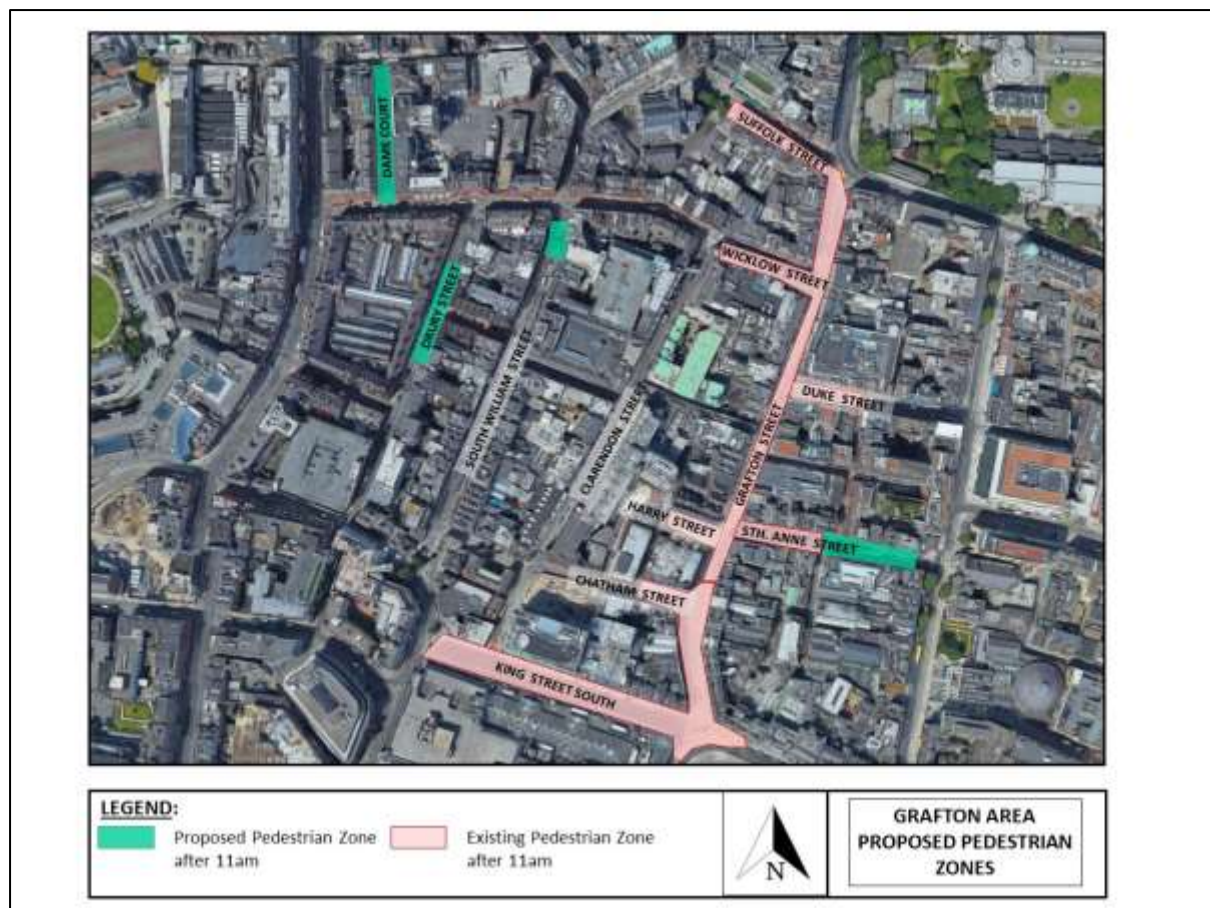 DAME COURT
SUFFOLK STREET
WICKLOW STREET
DRURY STREET
SOUTH WILLIAM STREET
DUKE STREET
CLARENDON STREET
GRAFTON STREET
HARRY STREET
STH. ANNE STREET
CHATHAM STREET
KING STREET SOUTH
LEGEND:
Proposed Pedestrian Zone
after 11am
Existing Pedestrian Zone
after 11am
N
GRAFTON AREA
PROPOSED PEDESTRIAN
ZONES